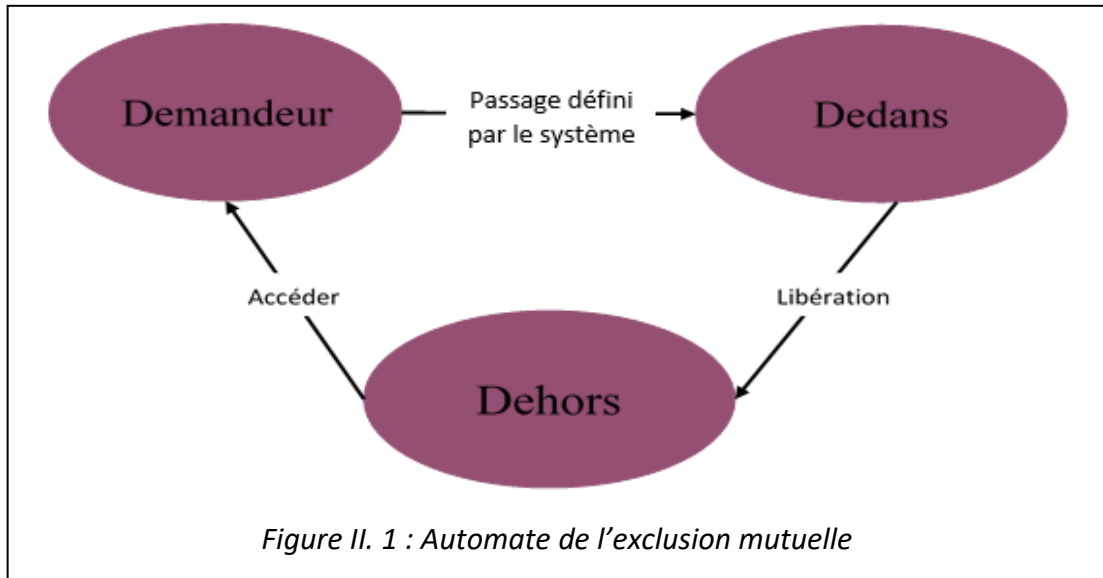 Demandeur
Passage défini
par le système
Dedans
Accéder
Libération
Dehors
Figure II. 1 : Automate de l’exclusion mutuelle